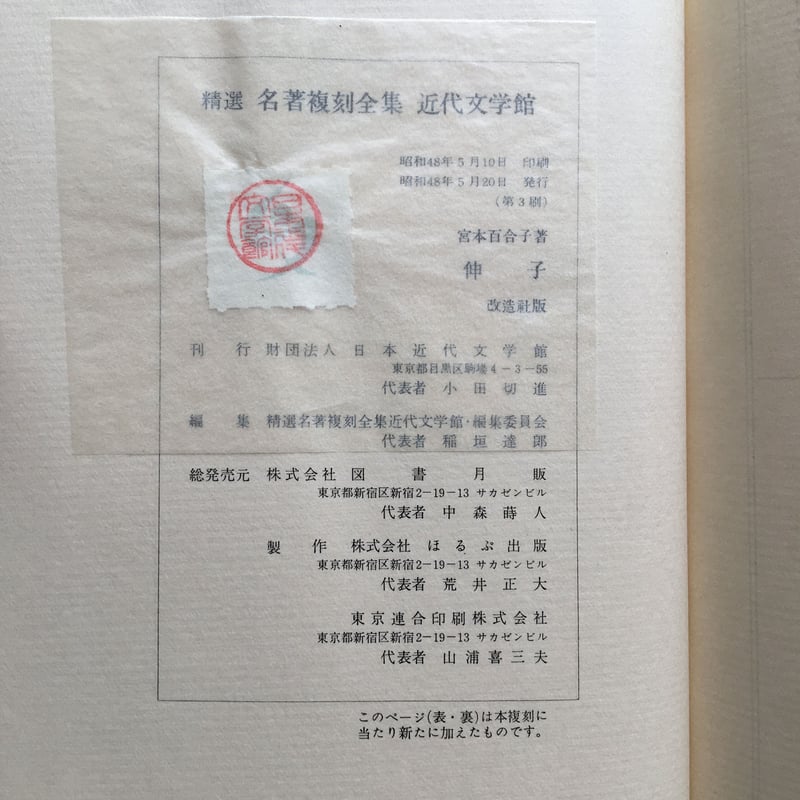 精選 名著複刻全集 近代文学館
昭和48年5月10日 印刷
昭和48年5月20日 発行
(第3刷)
宮本百合子著
伸 子
改造社版
刊 行 財団法人 日本近代文学館
東京都目黒区駒場4-3-55
代表者 小田切進
編 集 精選名著複刻全集近代文学館・編集委員会
代表者 稲垣達郎
総発売元 株式会社 図書月販
東京都新宿区新宿2-19-13 サカゼンビル
代表者 中森蒔人
製 作 株式会社 ほるぷ出版
東京都新宿区新宿2-19-13 サカゼンビル
代表者 荒井正大
東京連合印刷株式会社
東京都新宿区新宿2-19-13 サカゼンビル
代表者 山浦喜三夫
このページ(表・裏)は本複刻に
当たり新たに加えたものです。